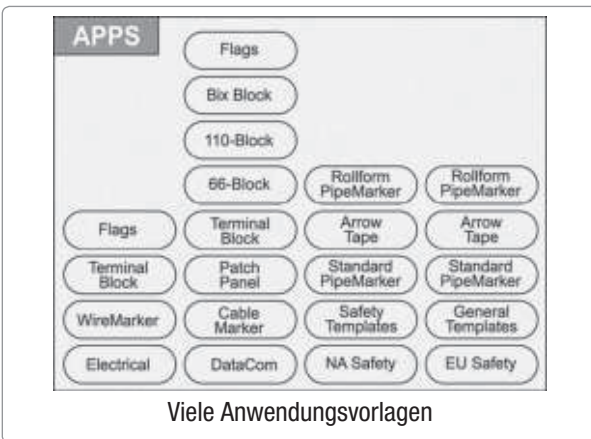 APPS
Flags
Bix Block
110-Block
66-Block
Rollform
PipeMarker
Rollform
PipeMarker
Flags
Terminal
Block
Arrow
Tape
Arrow
Tape
Terminal
Block
Patch
Panel
Standard
PipeMarker
Standard
PipeMarker
WireMarker
Cable
Marker
Safety
Templates
General
Templates
Electrical
DataCom
NA Safety
EU Safety
Viele Anwendungsvorlagen